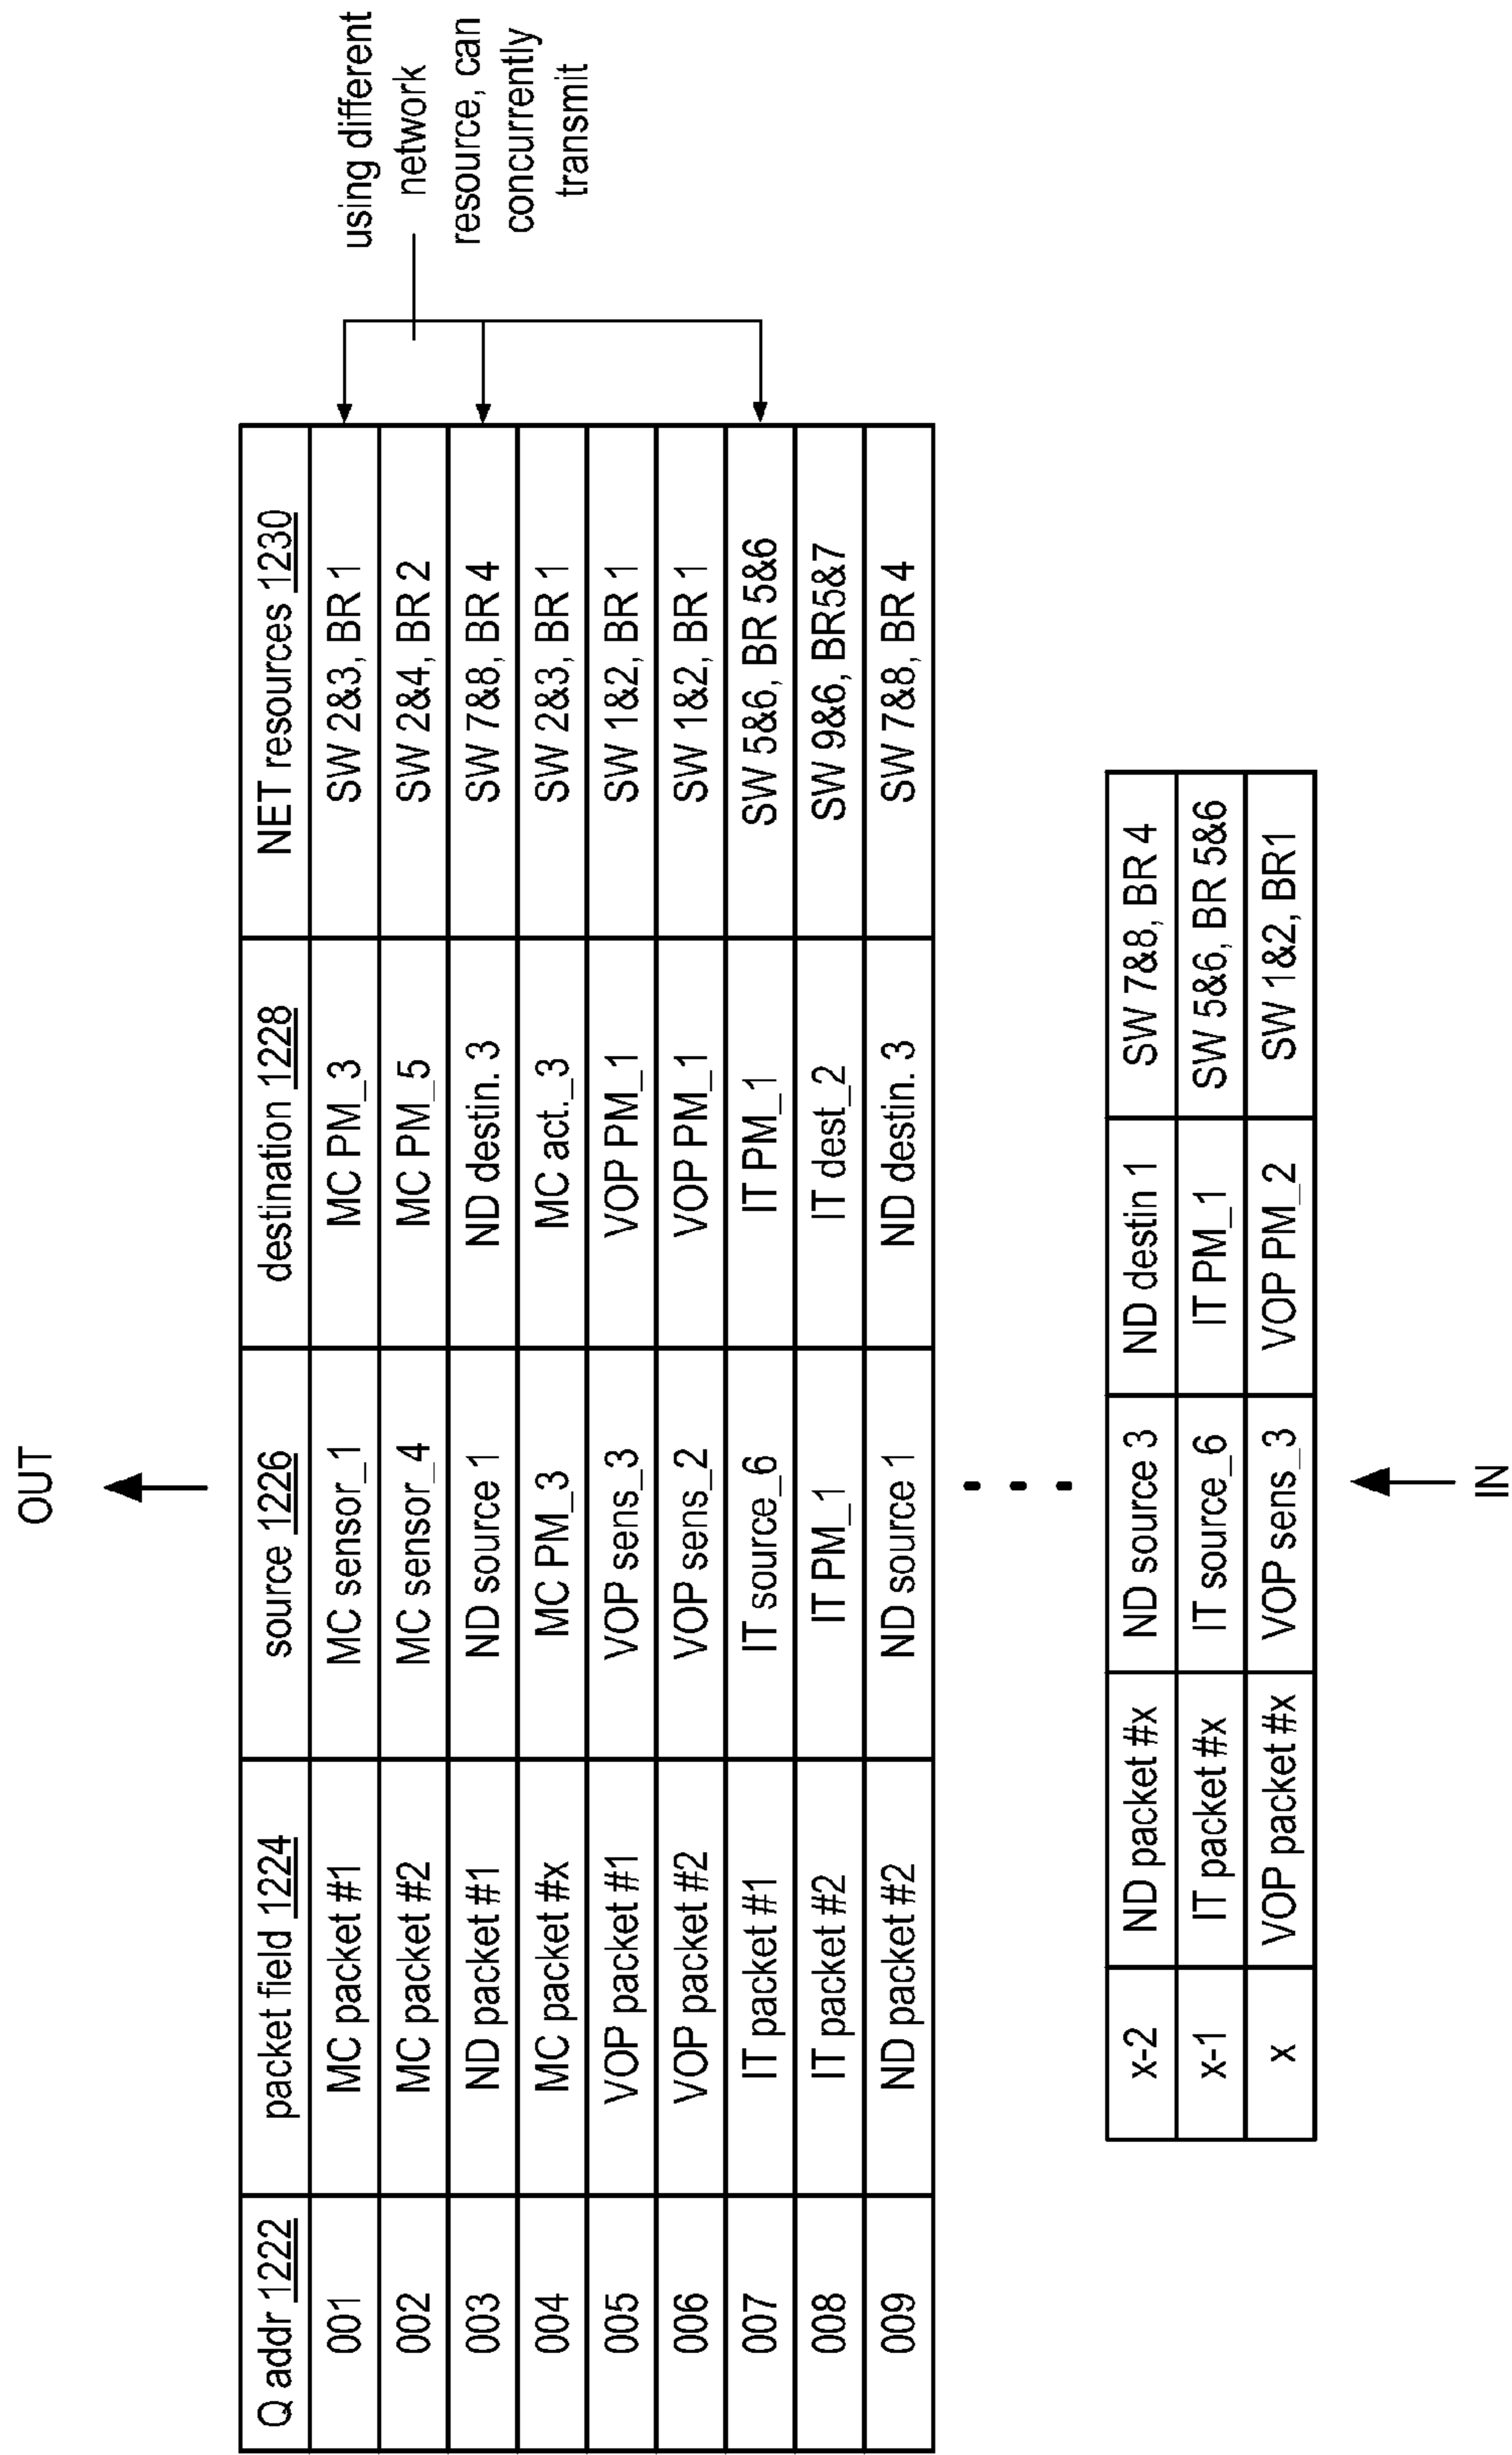 OUT
Q addr 1222 packet field 1224 source 1226 destination 1228 NET resources 1230
001 MC packet #1 MC sensor_1 MC PM_3 SW 2&3, BR 1
002 MC packet #2 MC sensor_4 MC PM_5 SW 2&4, BR 2
003 ND packet #1 ND source 1 ND destin. 3 SW 7&8, BR 4
004 MC packet #x MC PM_3 MC act._3 SW 2&3, BR 1
005 VOP packet #1 VOP sens_3 VOP PM_1 SW 1&2, BR 1
006 VOP packet #2 VOP sens_2 VOP PM_1 SW 1&2, BR 1
007 IT packet #1 IT source_6 IT PM_1 SW 5&6, BR 5&6
008 IT packet #2 IT PM_1 IT dest_2 SW 9&6, BR5&7
009 ND packet #2 ND source 1 ND destin. 3 SW 7&8, BR 4
using different
network
resource, can
concurrently
transmit
x-2 ND packet #x ND source 3 ND destin 1 SW 7&8, BR 4
x-1 IT packet #x IT source_6 IT PM_1 SW 5&6, BR 5&6
x VOP packet #x VOP sens_3 VOP PM_2 SW 1&2, BR1
IN